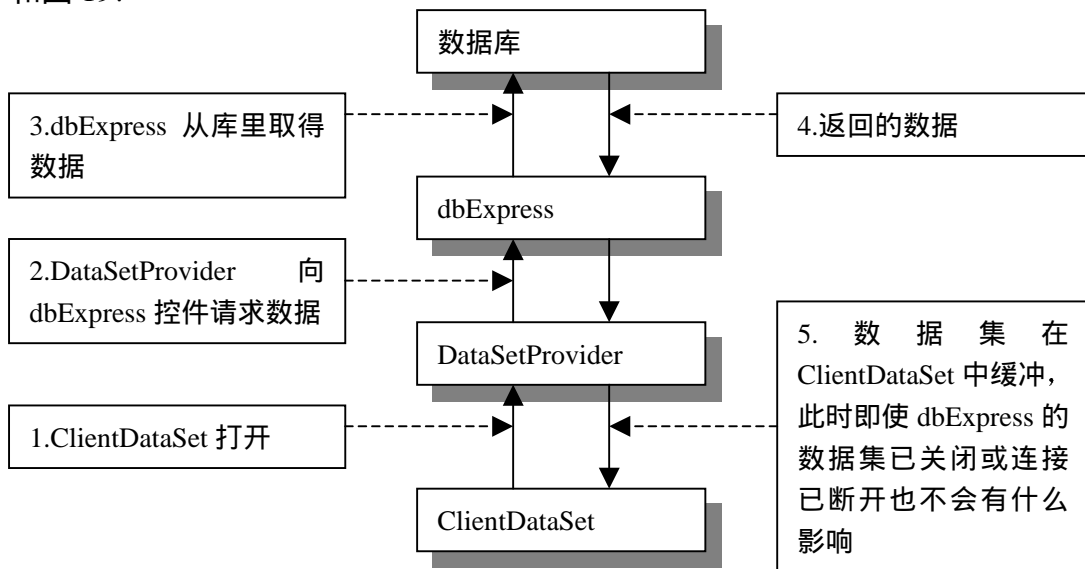 数据库
3.dbExpress 从库里取得
数据
4.返回的数据
dbExpress
2.DataSetProvider 向
dbExpress 控件请求数据
DataSetProvider
1.ClientDataSet 打开
5. 数据集在
ClientDataSet 中缓冲，
此时即使 dbExpress 的
数据集已关闭或连接
已断开也不会有什么
影响
ClientDataSet